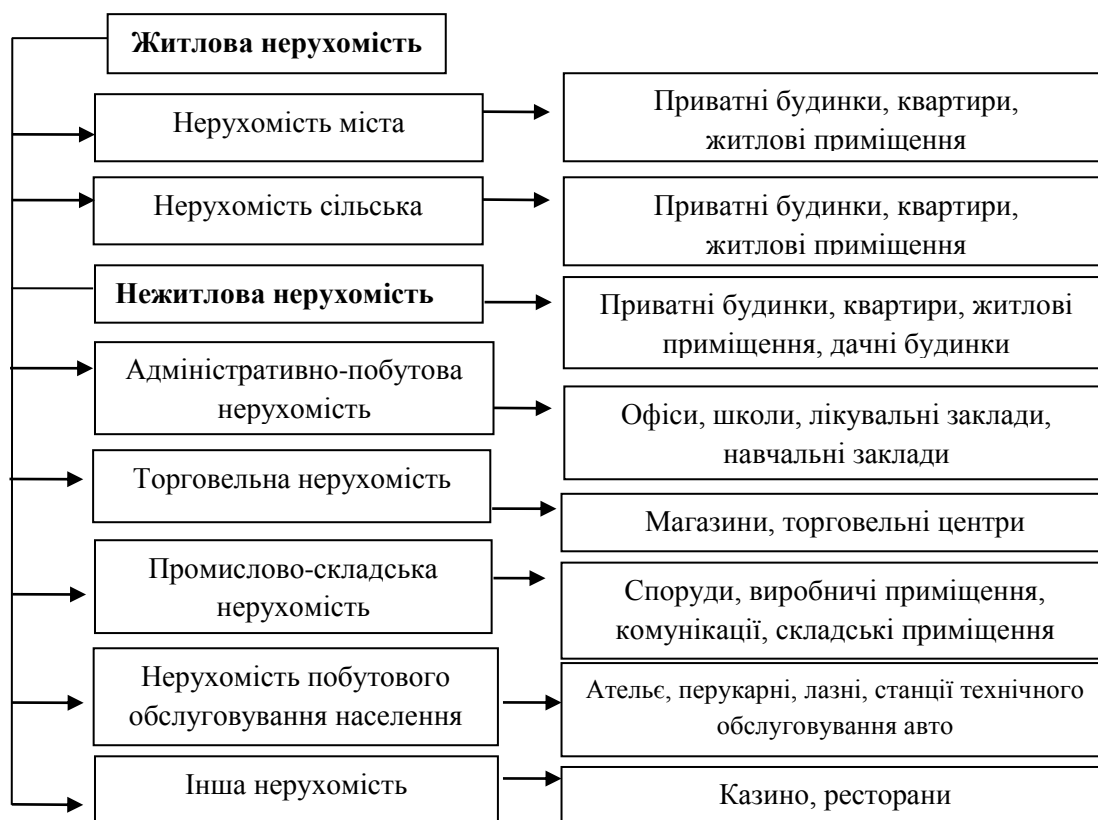 Житлова нерухомість
Нерухомість міста
Приватні будинки, квартири,
житлові приміщення
Нерухомість сільська
Приватні будинки, квартири,
житлові приміщення
Нежитлова нерухомість
Приватні будинки, квартири, житлові
приміщення, дачні будинки
Адміністративно-побутова
нерухомість
Офіси, школи, лікувальні заклади,
навчальні заклади
Торговельна нерухомість
Магазини, торговельні центри
Промислово-складська
нерухомість
Споруди, виробничі приміщення,
комунікації, складські приміщення
Нерухомість побутового
обслуговування населення
Ательє, перукарні, лазні, станції технічного
обслуговування авто
Інша нерухомість
Казино, ресторани